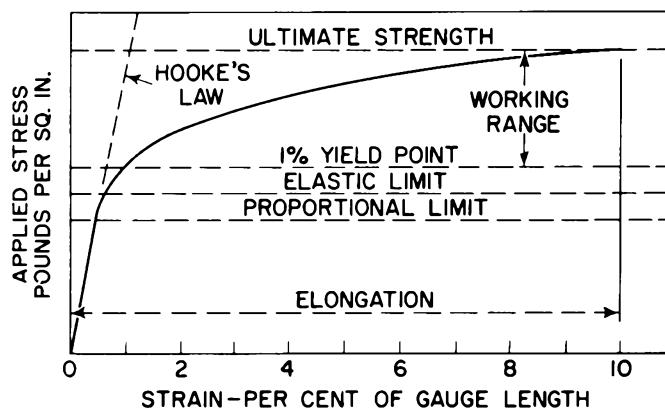 ULTIMATE STRENGTH
HOOKE'S
LAW
WORKING
RANGE
1% YIELD POINT
ELASTIC LIMIT
PROPORTIONAL LIMIT
ELONGATION
APPLIED STRESS
POUNDS PER SQ. IN.
0 2 4 6 8 10
STRAIN-PER CENT OF GAUGE LENGTH